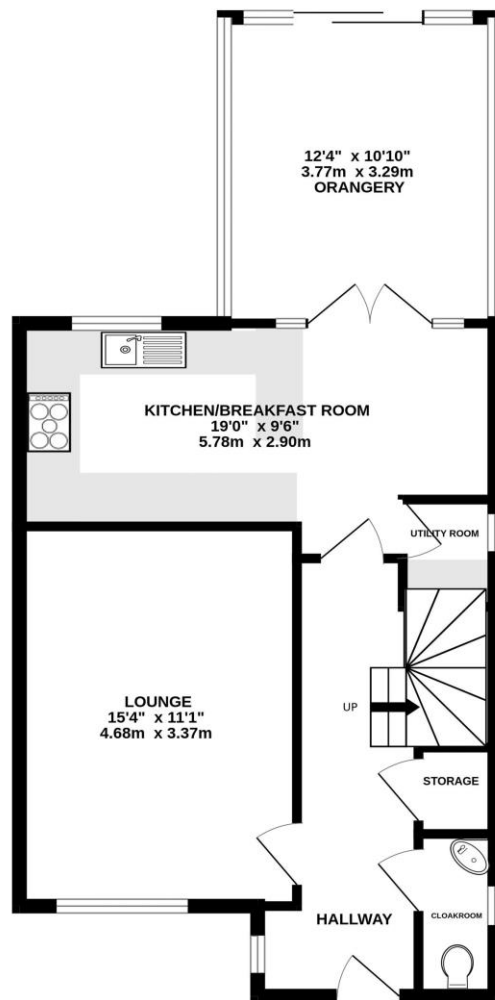 12'4" x 10'10"
3.77m x 3.29m
ORANGERY
KITCHEN/BREAKFAST ROOM
19'0" x 9'6"
5.78m x 2.90m
UTILITY ROOM
LOUNGE
15'4" x 11'1"
4.68m x 3.37m
UP
STORAGE
HALLWAY
CLOAKROOM